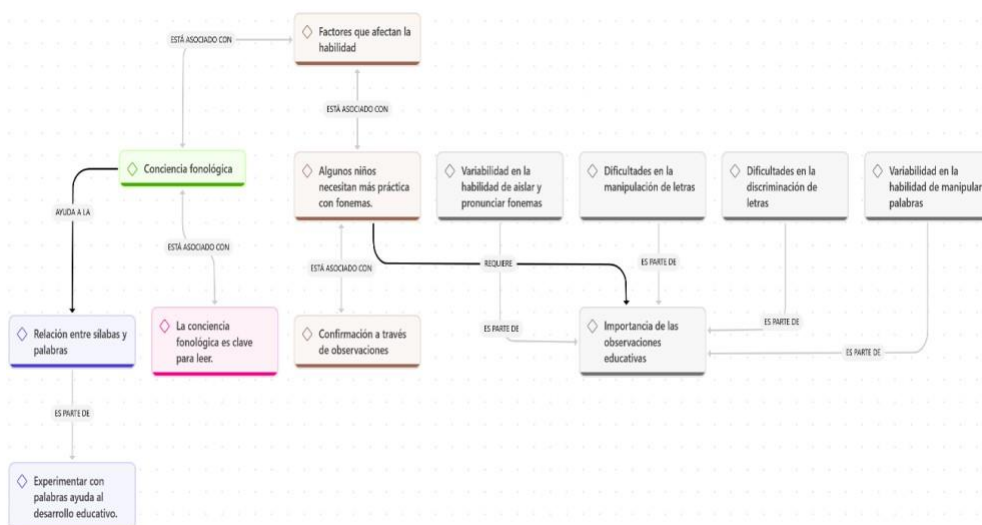 Factores que afectan la
habilidad
ESTÁ ASOCIADO CON
ESTÁ ASOCIADO CON
Conciencia fonológica
Algunos niños
necesitan más práctica
con fonemas.
Variabilidad en la
habilidad de aislar y
pronunciar fonemas
Dificultades en la
manipulación de letras
Dificultades en la
discriminación de
letras
Variabilidad en la
habilidad de manipular
palabras
AYUDA A LA
ESTÁ ASOCIADO CON
ESTÁ ASOCIADO CON
REQUIERE
ES PARTE DE
Relación entre sílabas y
palabras
La conciencia
fonológica es clave
para leer.
Confirmación a través
de observaciones
ES PARTE DE
Importancia de las
observaciones
educativas
ES PARTE DE
ES PARTE DE
ES PARTE DE
Experimentar con
palabras ayuda al
desarrollo educativo.